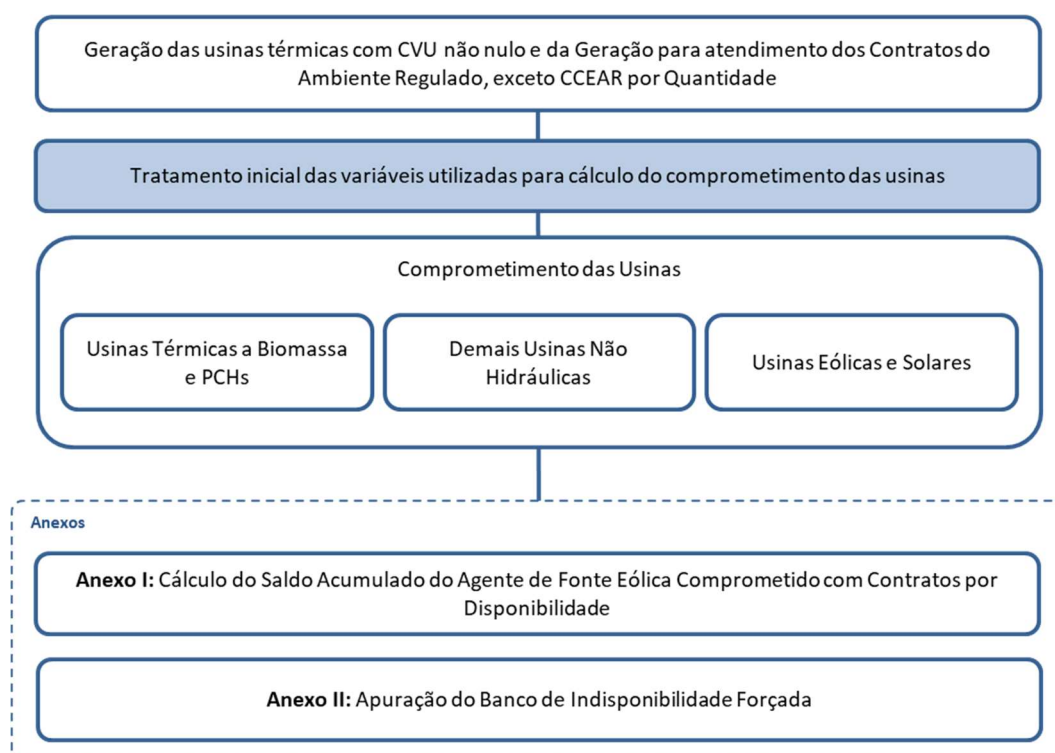 Geração das usinas térmicas com CVU não nulo e da Geração para atendimento dos Contratos do
Ambiente Regulado, exceto CCEAR por Quantidade
Tratamento inicial das variáveis utilizadas para cálculo do comprometimento das usinas
Comprometimento das Usinas
Usinas Térmicas a Biomassa
e PCHs
Demais Usinas Não
Hidráulicas
Usinas Eólicas e Solares
Anexos
Anexo I: Cálculo do Saldo Acumulado do Agente de Fonte Eólica Comprometido com Contratos por
Disponibilidade
Anexo II: Apuração do Banco de Indisponibilidade Forçada